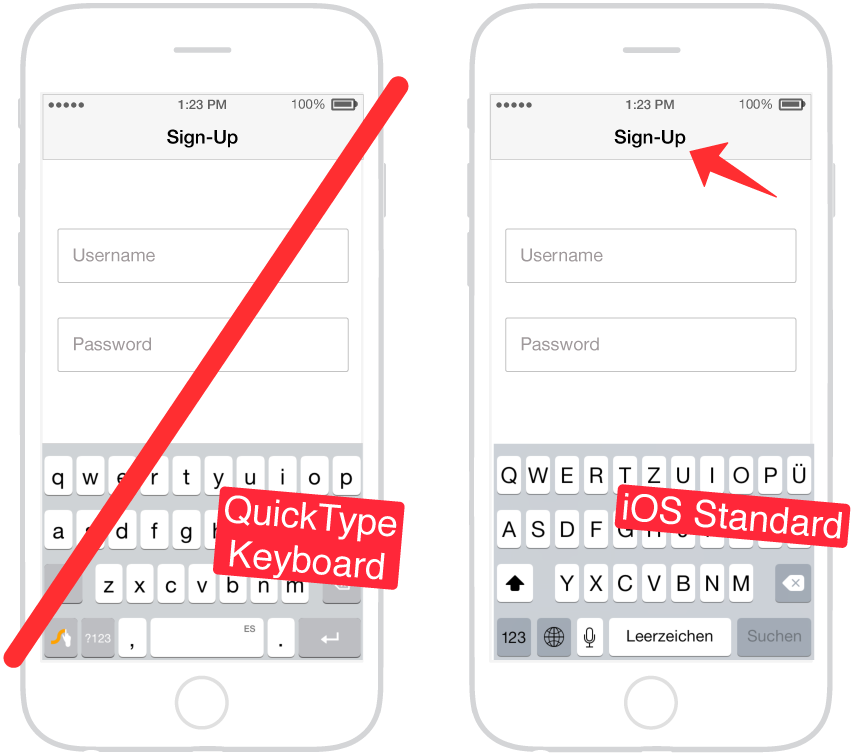 1:23 PM 100%
Sign-Up
Username
Password
q w e r t y u i o p
QuickType
Keyboard
a s d f g
z x c v b n m
?123 , ES .
1:23 PM 100%
Sign-Up
Username
Password
Q W E R T Z U I O P Ü
iOS Standard
A S D F G H J
Y X C V B N M
123 Leerzeichen Suchen